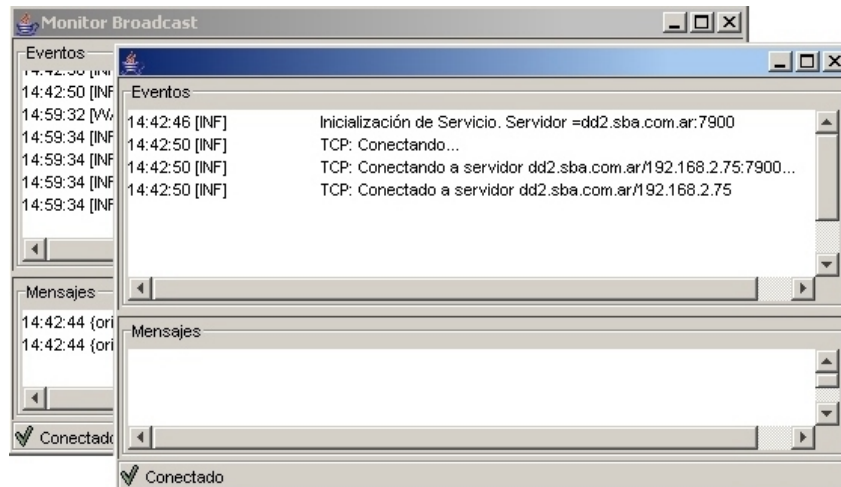 Monitor Broadcast
Eventos
14:42:50 [INF
14:59:32 [WA
14:59:34 [INF
14:59:34 [INF
14:59:34 [INF
14:59:34 [INF
Mensajes
14:42:44 {ori
14:42:44 {ori
Conectado
Eventos
14:42:46 [INF] Inicialización de Servicio. Servidor =dd2.sba.com.ar:7900
14:42:50 [INF] TCP: Conectando...
14:42:50 [INF] TCP: Conectando a servidor dd2.sba.com.ar/192.168.2.75:7900...
14:42:50 [INF] TCP: Conectado a servidor dd2.sba.com.ar/192.168.2.75
Mensajes
Conectado